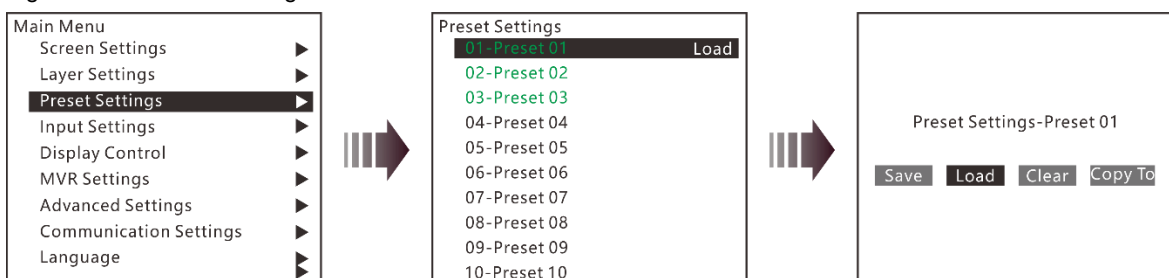 Main Menu
Screen Settings
Layer Settings
Preset Settings
Input Settings
Display Control
MVR Settings
Advanced Settings
Communication Settings
Language
Preset Settings
01-Preset 01 Load
02-Preset 02
03-Preset 03
04-Preset 04
05-Preset 05
06-Preset 06
07-Preset 07
08-Preset 08
09-Preset 09
10-Preset 10
Preset Settings-Preset 01
Save Load Clear Copy To